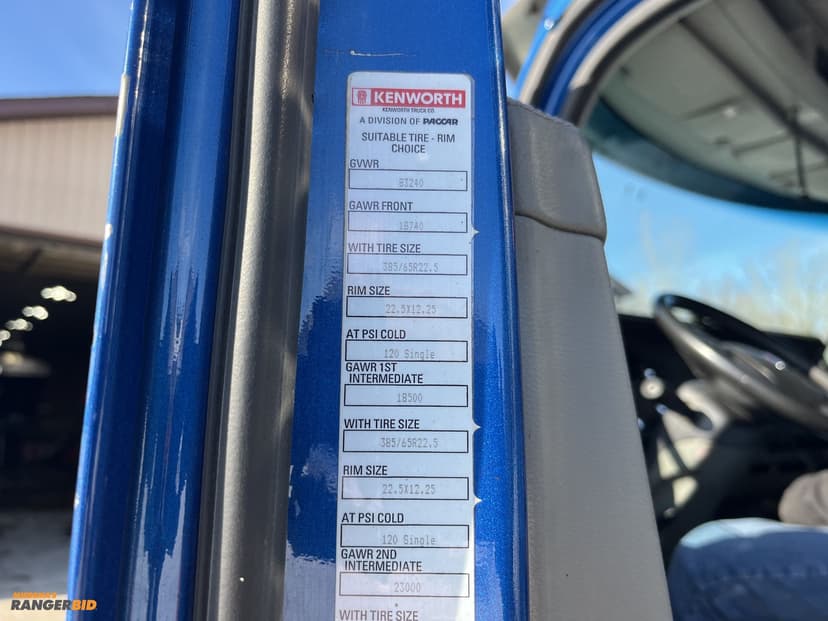 KENWORTH
KENWORTH TRUCK CO.
A DIVISION OF PACCAR
SUITABLE TIRE - RIM
CHOICE
GVWR
83240
GAWR FRONT
18740
WITH TIRE SIZE
385/65R22.5
RIM SIZE
22.5X12.25
AT PSI COLD
120 Single
GAWR 1ST
INTERMEDIATE
18500
WITH TIRE SIZE
385/65R22.5
RIM SIZE
22.5X12.25
AT PSI COLD
120 Single
GAWR 2ND
INTERMEDIATE
23000
WITH TIRE SIZE
RANGERBID